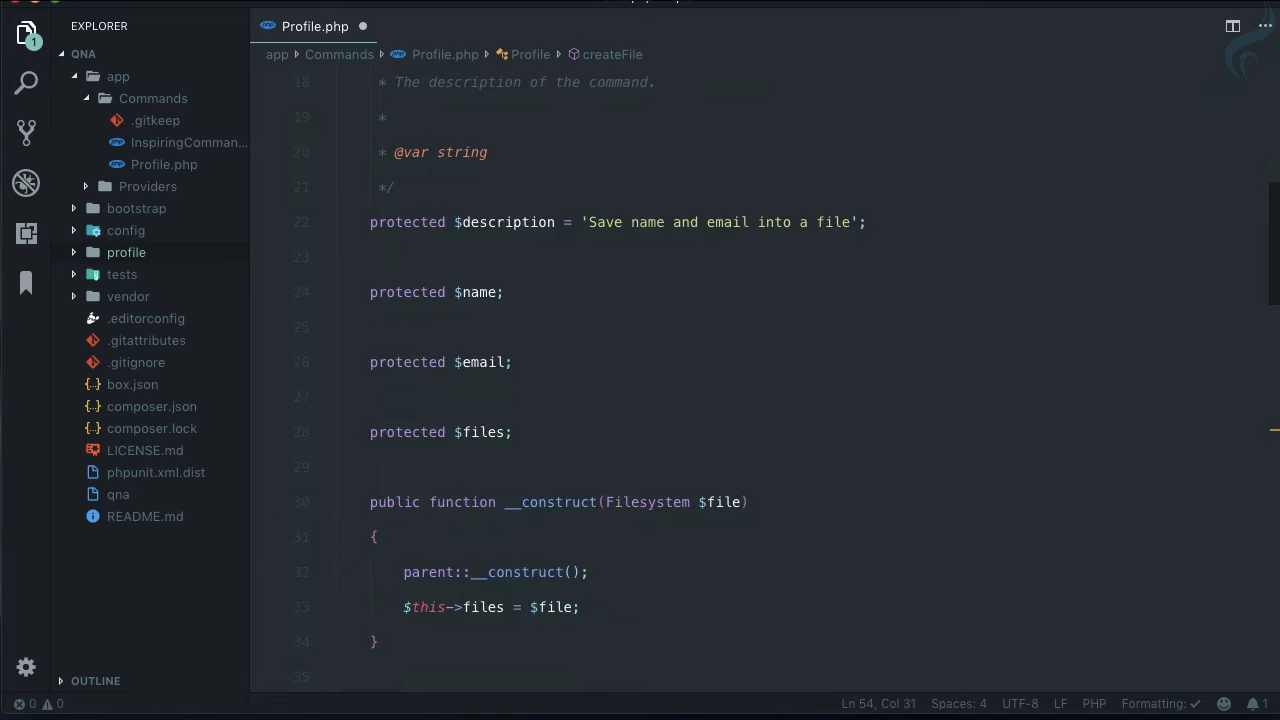 EXPLORER
Profile.php
QNA
app
Commands
.gitkeep
InspiringComman...
Profile.php
Providers
bootstrap
config
profile
tests
vendor
.editorconfig
.gitattributes
.gitignore
box.json
composer.json
composer.lock
LICENSE.md
phpunit.xml.dist
qna
README.md
OUTLINE
1
app Commands Profile.php Profile createFile
18 * The description of the command.
19 *
20 * @var string
21 */
22 protected $description = 'Save name and email into a file';
23
24 protected $name;
25
26 protected $email;
27
28 protected $files;
29
30 public function __construct(Filesystem $file)
31 {
32 parent::__construct();
33 $this->files = $file;
34 }
35
0 0 Ln 54, Col 31 Spaces: 4 UTF-8 LF PHP Formatting: ✓ 1